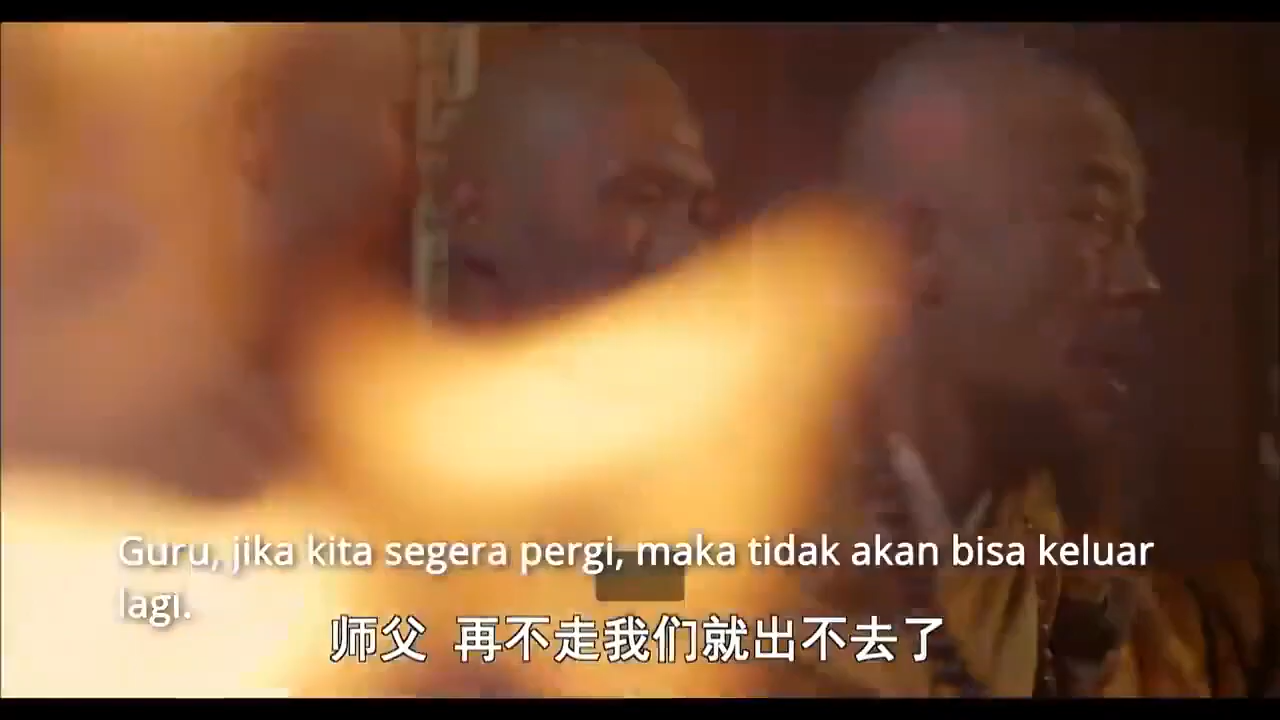 Guru, jika kita segera pergi, maka tidak akan bisa keluar
lagi.
师父 再不走我们就出不去了